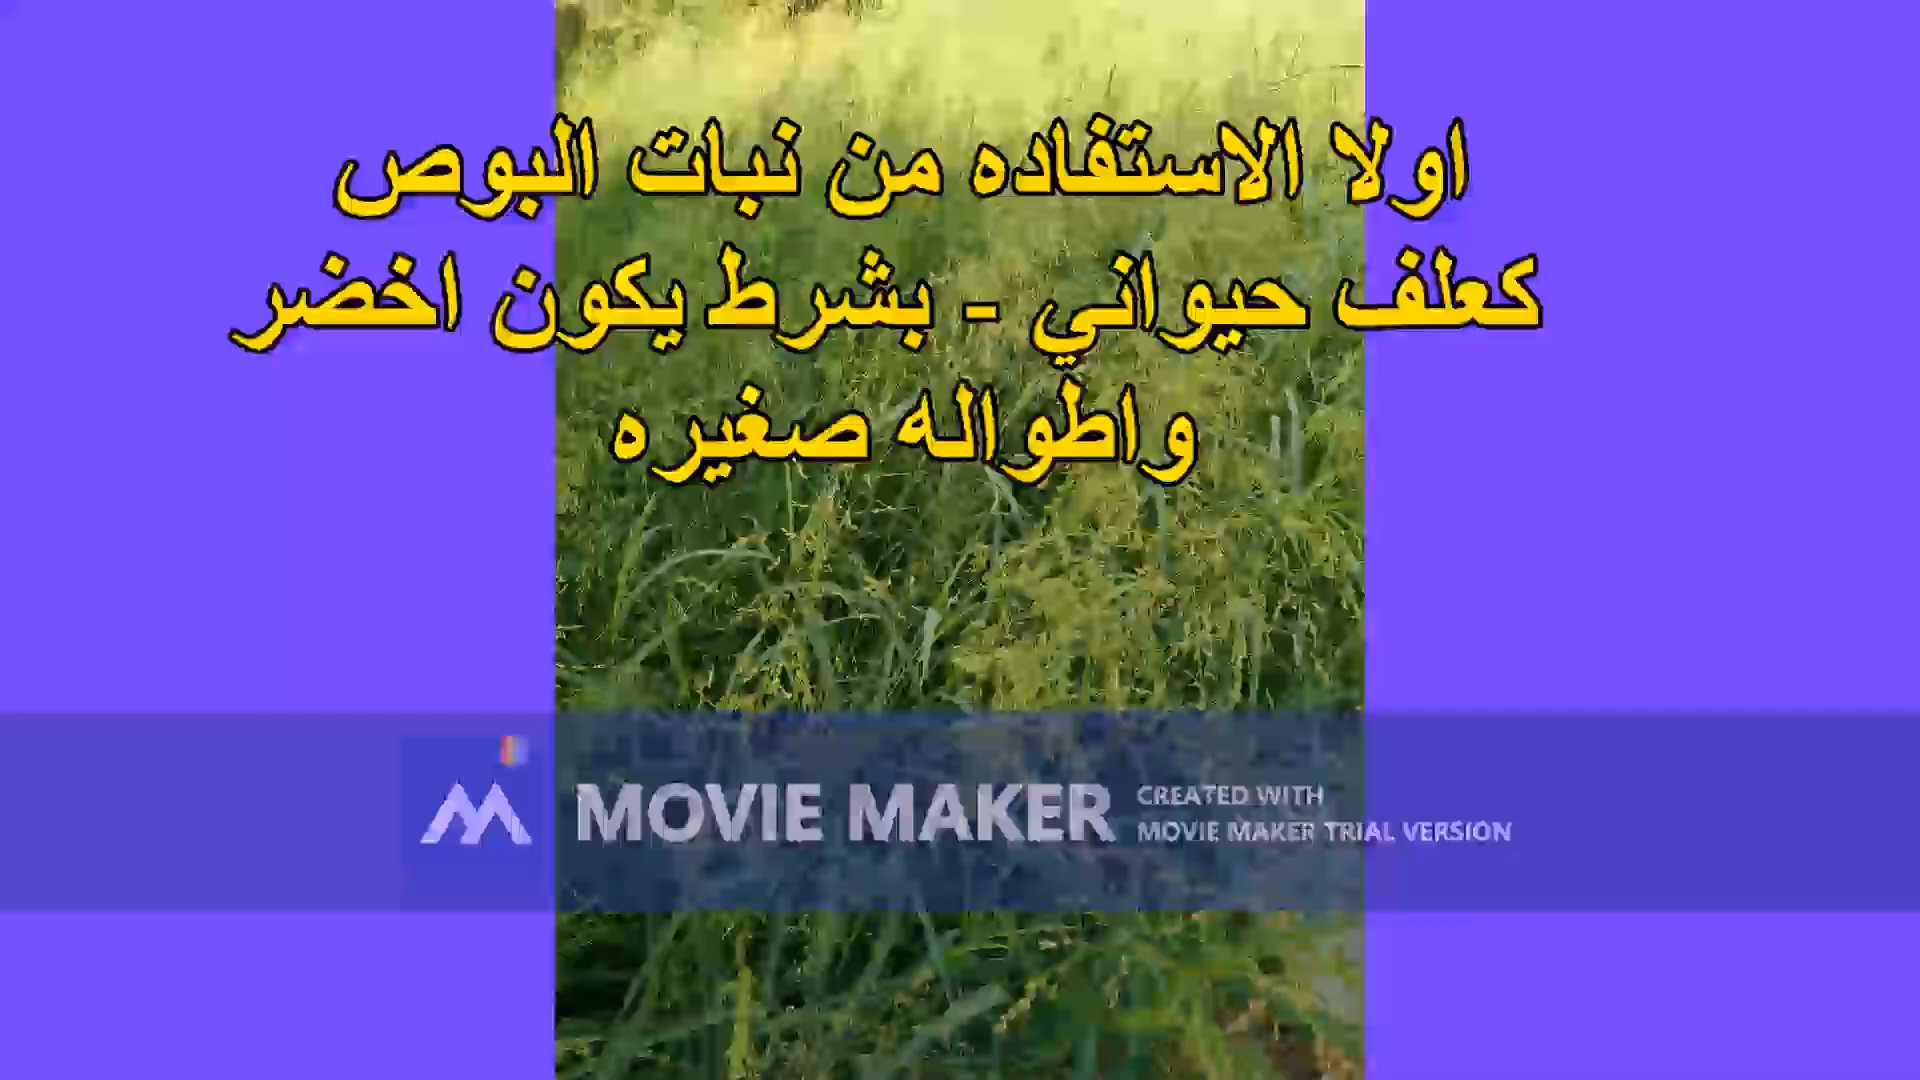 اولا الاستفاده من نبات البوص
كعلف حيواني - بشرط يكون اخضر
واطواله صغيره
MOVIE MAKER
CREATED WITH
MOVIE MAKER TRIAL VERSION